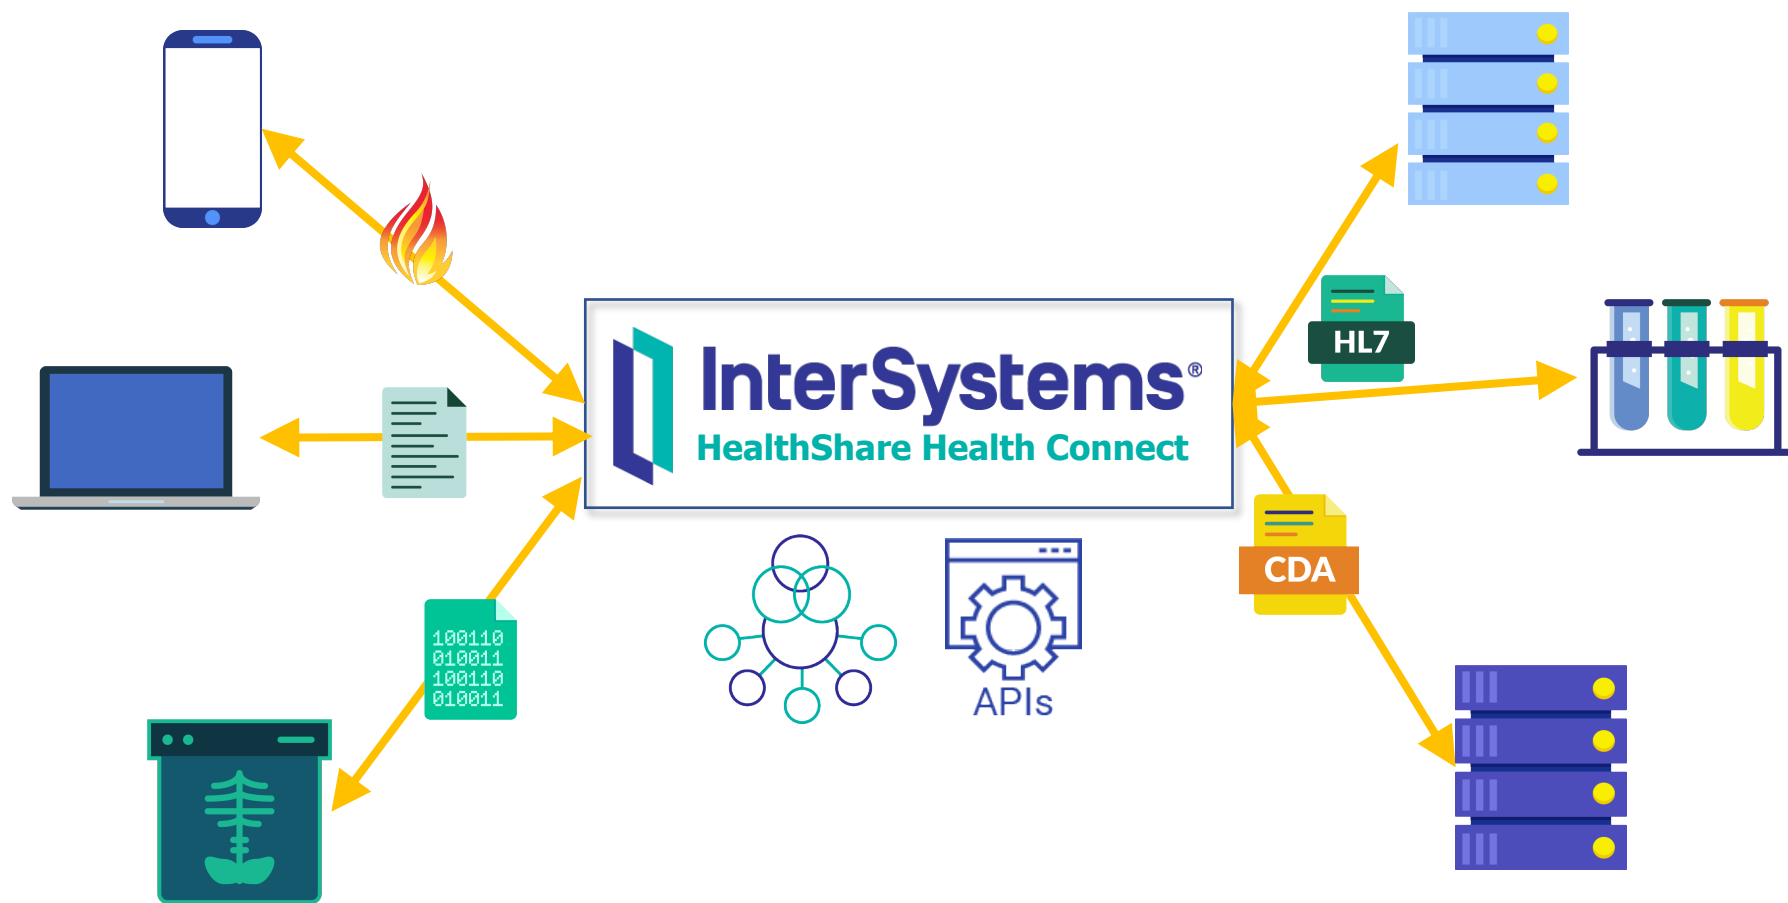 InterSystems®
HealthShare Health Connect
HL7
CDA
100110
010011
100110
010011
APIs